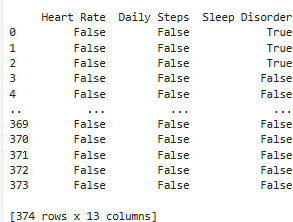 Heart Rate Daily Steps Sleep Disorder
0 False False True
1 False False True
2 False False True
3 False False False
4 False False False
.. ... ... ...
369 False False False
370 False False False
371 False False False
372 False False False
373 False False False
[374 rows x 13 columns]